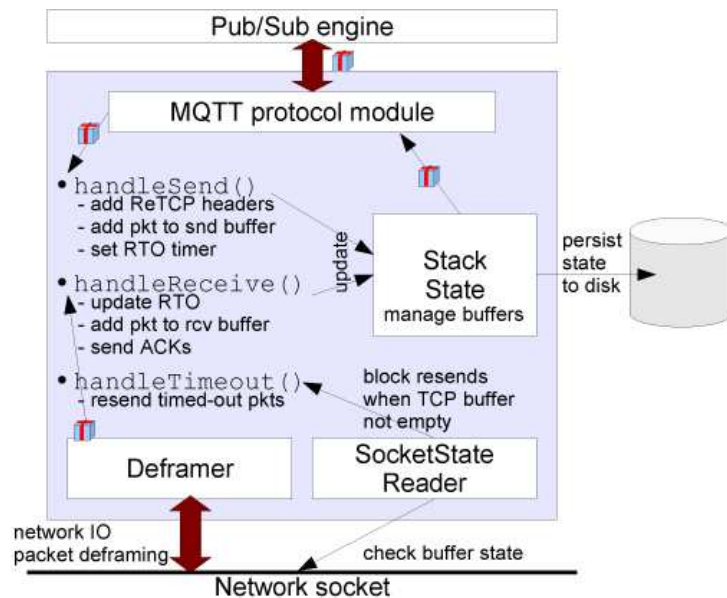 Pub/Sub engine
MQTT protocol module
• handleSend()
- add ReTCP headers
- add pkt to snd buffer
- set RTO timer
• handleReceive()
- update RTO
- add pkt to rcv buffer
- send ACKs
• handleTimeout()
- resend timed-out pkts
update
Stack
State
manage buffers
persist
state
to disk
block resends
when TCP buffer
not empty
Deframer
SocketState
Reader
network IO
packet deframing
check buffer state
Network socket